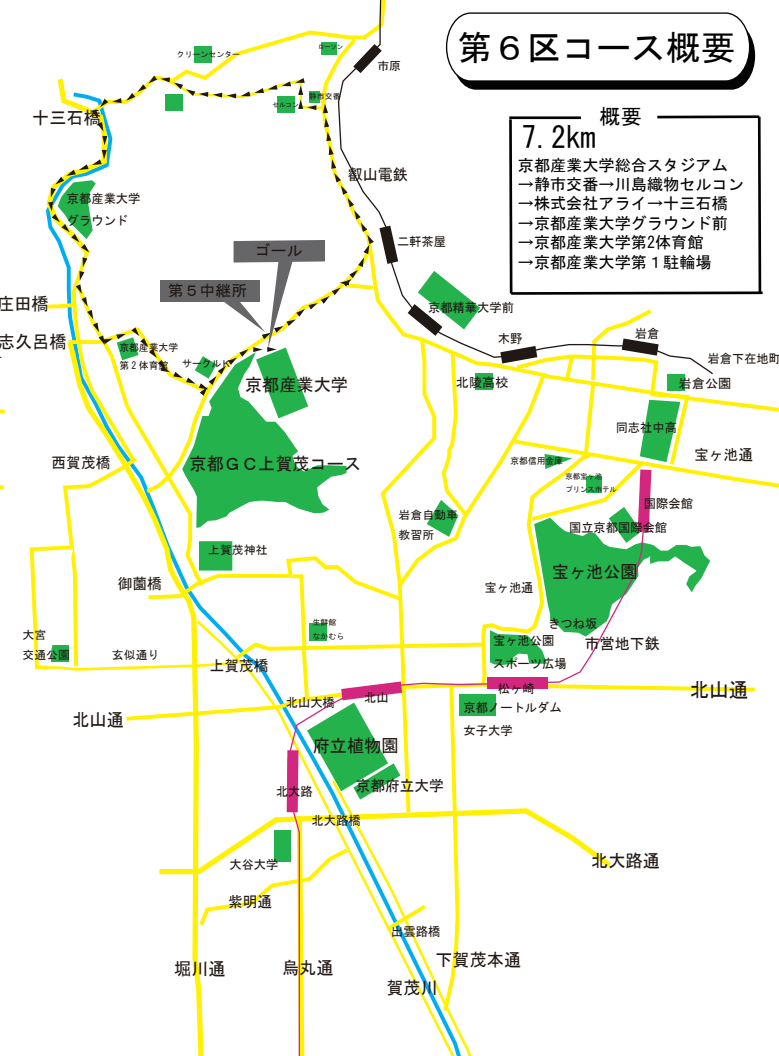 第６区コース概要
概要
7.2km
京都産業大学総合スタジアム
→静市交番→川島織物セルコン
→株式会社アライ→十三石橋
→京都産業大学グラウンド前
→京都産業大学第2体育館
→京都産業大学第１駐輪場
クリーンセンター
ローソン
市原
静市交番
セルコン
十三石橋
叡山電鉄
京都産業大学
グラウンド
二軒茶屋
ゴール
第５中継所
庄田橋
京都精華大学前
志久呂橋
木野
岩倉
京都産業大学
第２体育館
サークルK
岩倉下在地町
京都産業大学
北陵高校
岩倉公園
同志社中高
西賀茂橋
京都ＧＣ上賀茂コース
京都信用金庫
宝ヶ池通
京都宝ヶ池
プリンスホテル
国際会館
岩倉自動車
教習所
国立京都国際会館
上賀茂神社
宝ヶ池公園
御薗橋
宝ヶ池通
生鮮館
なかむら
きつね坂
大宮
交通公園
玄似通り
宝ヶ池公園
スポーツ広場
市営地下鉄
上賀茂橋
松ヶ崎
北山
北山通
北山大橋
京都ノートルダム
女子大学
北山通
府立植物園
京都府立大学
北大路
北大路橋
大谷大学
北大路通
紫明通
出雲路橋
堀川通
烏丸通
下賀茂本通
賀茂川